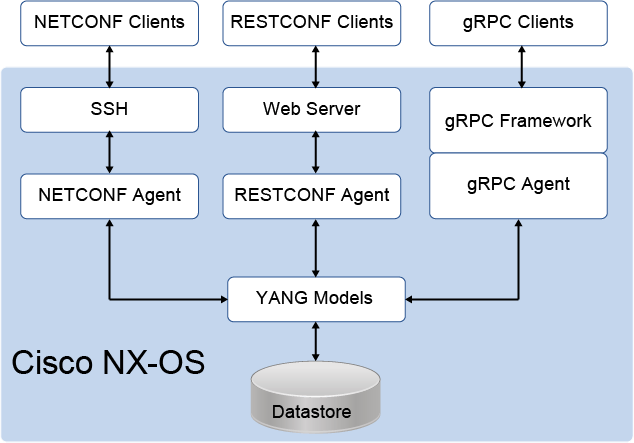 NETCONF Clients
RESTCONF Clients
gRPC Clients
SSH
Web Server
gRPC Framework
NETCONF Agent
RESTCONF Agent
gRPC Agent
YANG Models
Cisco NX-OS
Datastore